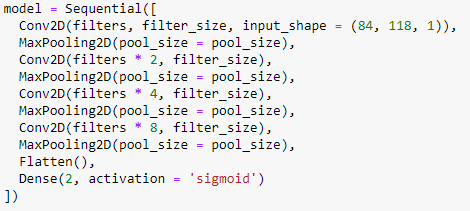 model = Sequential([
  Conv2D(filters, filter_size, input_shape = (84, 118, 1)),
  MaxPooling2D(pool_size = pool_size),
  Conv2D(filters * 2, filter_size),
  MaxPooling2D(pool_size = pool_size),
  Conv2D(filters * 4, filter_size),
  MaxPooling2D(pool_size = pool_size),
  Conv2D(filters * 8, filter_size),
  MaxPooling2D(pool_size = pool_size),
  Flatten(),
  Dense(2, activation = 'sigmoid')
])